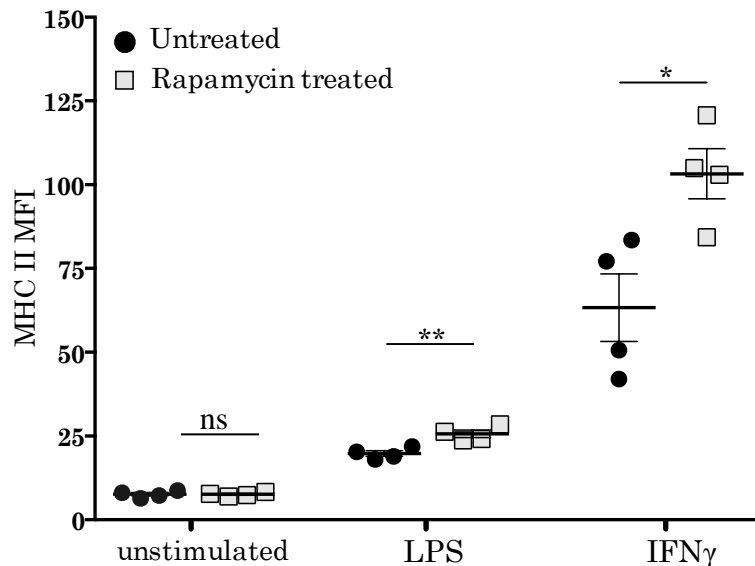 150
Untreated
Rapamycin treated
125
*
100
75
MHC II MFI
50
**
25
ns
0
unstimulated
LPS
IFNγ